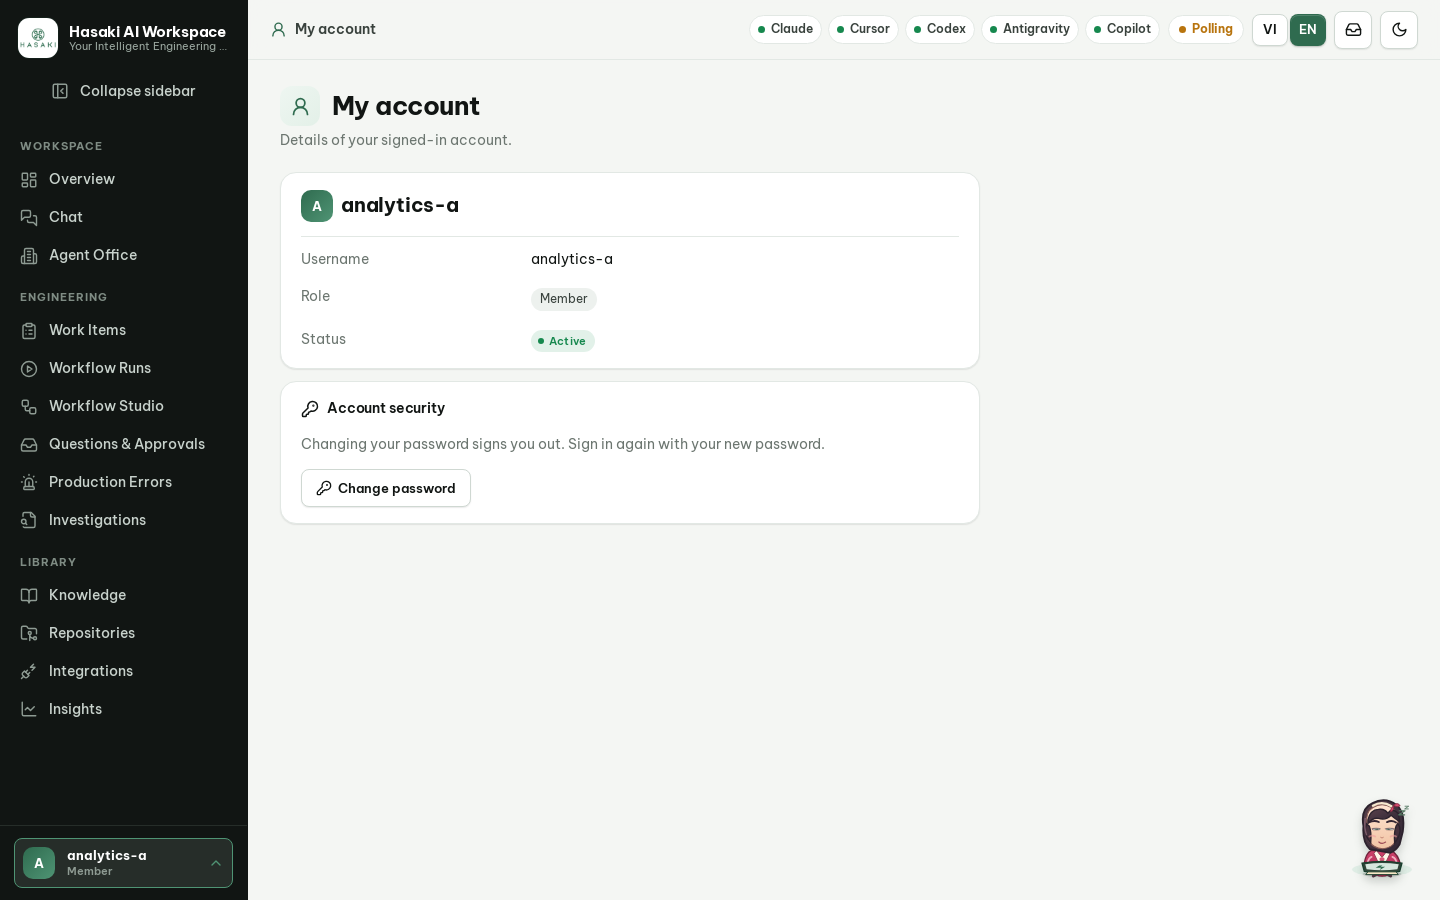 HASAKI
Hasaki AI Workspace
Your Intelligent Engineering ...
Collapse sidebar
WORKSPACE
Overview
Chat
Agent Office
ENGINEERING
Work Items
Workflow Runs
Workflow Studio
Questions & Approvals
Production Errors
Investigations
LIBRARY
Knowledge
Repositories
Integrations
Insights
A
analytics-a
Member
My account
Claude
Cursor
Codex
Antigravity
Copilot
Polling
VI
EN
My account
Details of your signed-in account.
A
analytics-a
Username
analytics-a
Role
Member
Status
Active
Account security
Changing your password signs you out. Sign in again with your new password.
Change password